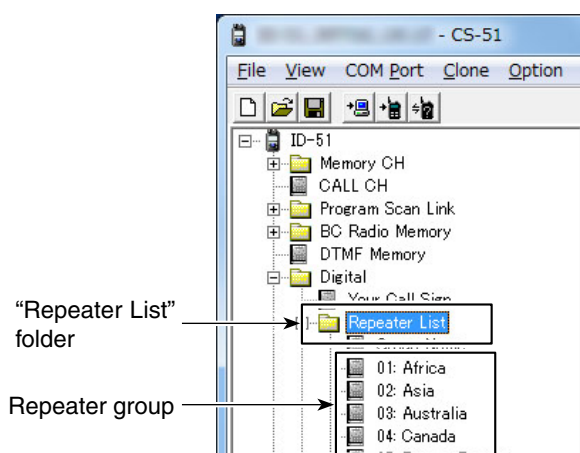 - CS-51
File View COM Port Clone Option
ID-51
Memory CH
CALL CH
Program Scan Link
BC Radio Memory
DTMF Memory
Digital
Your Call Sign
"Repeater List"
folder
Repeater List
Repeater group
01: Africa
02: Asia
03: Australia
04: Canada